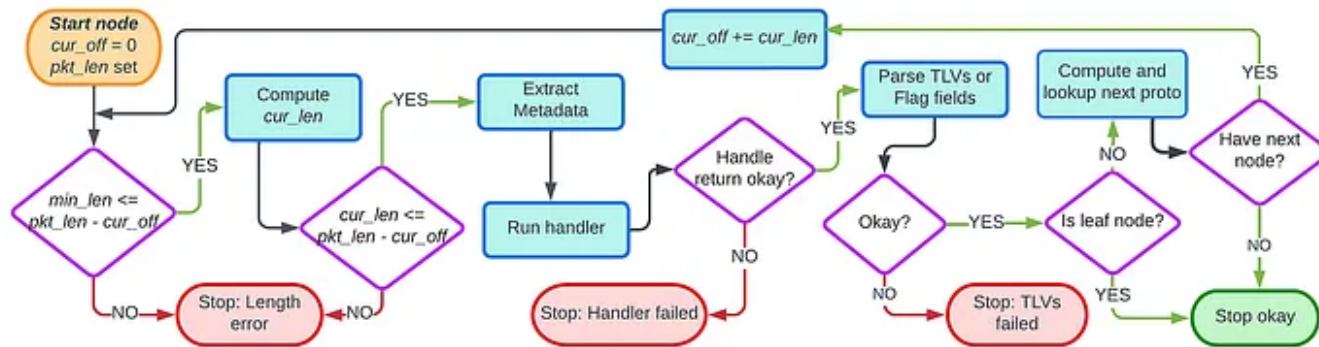 Start node
cur_off = 0
pkt_len set
cur_off += cur_len
Compute
cur_len
YES
Extract
Metadata
Parse TLVs or
Flag fields
Compute and
lookup next proto
YES
YES
YES
min_len <=
pkt_len - cur_off
cur_len <=
pkt_len - cur_off
Run handler
Handle
return okay?
Okay?
YES
NO
Is leaf node?
Have next
node?
NO
Stop: Length
error
NO
NO
Stop: Handler failed
NO
Stop: TLVs
failed
YES
NO
Stop okay